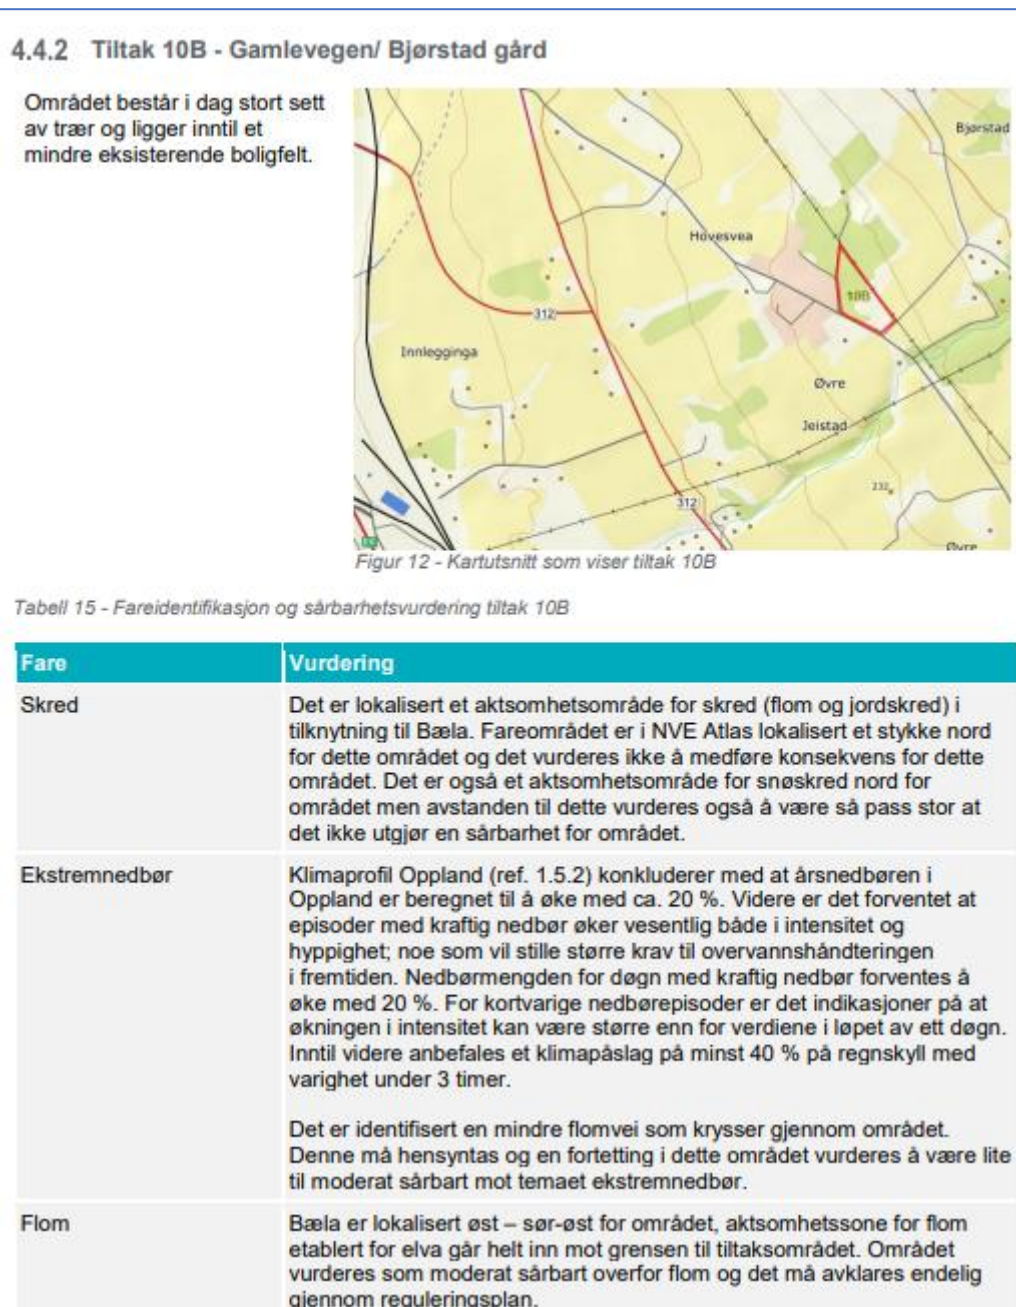 4.4.2 Tiltak 10B - Gamlevegen/ Bjørstad gård
Området består i dag stort sett
av trær og ligger inntil et
mindre eksisterende boligfelt.
Bjørstad
Hovesvea
10B
312
Innlegginga
Øvre
Jeistad
232
312
Øvre
Figur 12 - Kartutsnitt som viser tiltak 10B
Tabell 15 - Fareidentifikasjon og sårbarhetsvurdering tiltak 10B
Fare
Vurdering
Skred
Det er lokalisert et aktsomhetsområde for skred (flom og jordskred) i
tilknytning til Bæla. Fareområdet er i NVE Atlas lokalisert et stykke nord
for dette området og det vurderes ikke å medføre konsekvens for dette
området. Det er også et aktsomhetsområde for snøskred nord for
området men avstanden til dette vurderes også å være så pass stor at
det ikke utgjør en sårbarhet for området.
Ekstremnedbør
Klimaprofil Oppland (ref. 1.5.2) konkluderer med at årsnedbøren i
Oppland er beregnet til å øke med ca. 20 %. Videre er det forventet at
episoder med kraftig nedbør øker vesentlig både i intensitet og
hyppighet; noe som vil stille større krav til overvannshåndteringen
i fremtiden. Nedbørmengden for døgn med kraftig nedbør forventes å
øke med 20 %. For kortvarige nedbørepisoder er det indikasjoner på at
økningen i intensitet kan være større enn for verdiene i løpet av ett døgn.
Inntil videre anbefales et klimapåslag på minst 40 % på regnskyll med
varighet under 3 timer.
Det er identifisert en mindre flomvei som krysser gjennom området.
Denne må hensyntas og en fortetting i dette området vurderes å være lite
til moderat sårbart mot temaet ekstremnedbør.
Flom
Bæla er lokalisert øst – sør-øst for området, aktsomhetssone for flom
etablert for elva går helt inn mot grensen til tiltaksområdet. Området
vurderes som moderat sårbart overfor flom og det må avklares endelig
gjennom reguleringsplan.